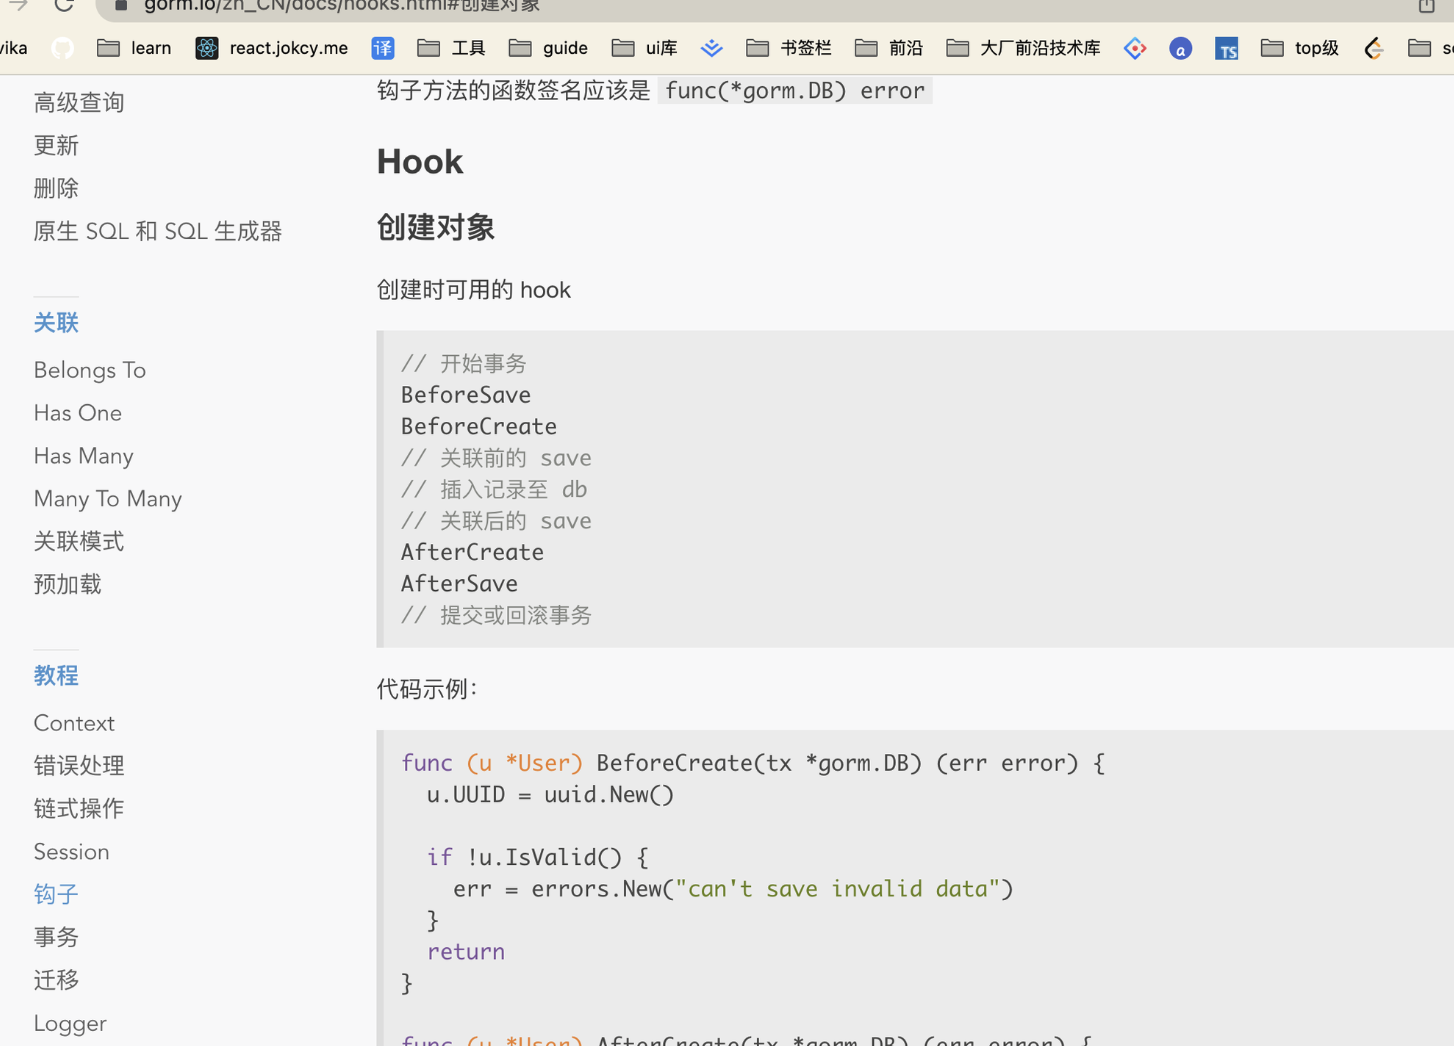 gorm.io/zh_CN/docs/hooks.html#创建对象
vika learn react.jokcy.me 译 工具 guide ui库 书签栏 前沿 大厂前沿技术库 a TS top级
高级查询
更新
删除
原生 SQL 和 SQL 生成器
关联
Belongs To
Has One
Has Many
Many To Many
关联模式
预加载
教程
Context
错误处理
链式操作
Session
钩子
事务
迁移
Logger
钩子方法的函数签名应该是 func(*gorm.DB) error
Hook
创建对象
创建时可用的 hook
// 开始事务
BeforeSave
BeforeCreate
// 关联前的 save
// 插入记录至 db
// 关联后的 save
AfterCreate
AfterSave
// 提交或回滚事务
代码示例：
func (u *User) BeforeCreate(tx *gorm.DB) (err error) {
  u.UUID = uuid.New()
  if !u.IsValid() {
    err = errors.New("can't save invalid data")
  }
  return
}
func (u *User) AfterCreate(tx *gorm.DB) (err error) {